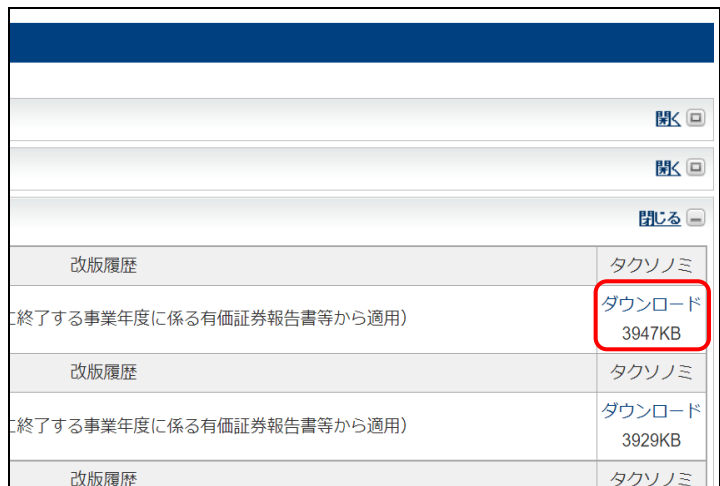 開く
開く
閉じる
改版履歴 タクソノミ
に終了する事業年度に係る有価証券報告書等から適用) ダウンロード
3947KB
改版履歴 タクソノミ
に終了する事業年度に係る有価証券報告書等から適用) ダウンロード
3929KB
改版履歴 タクソノミ